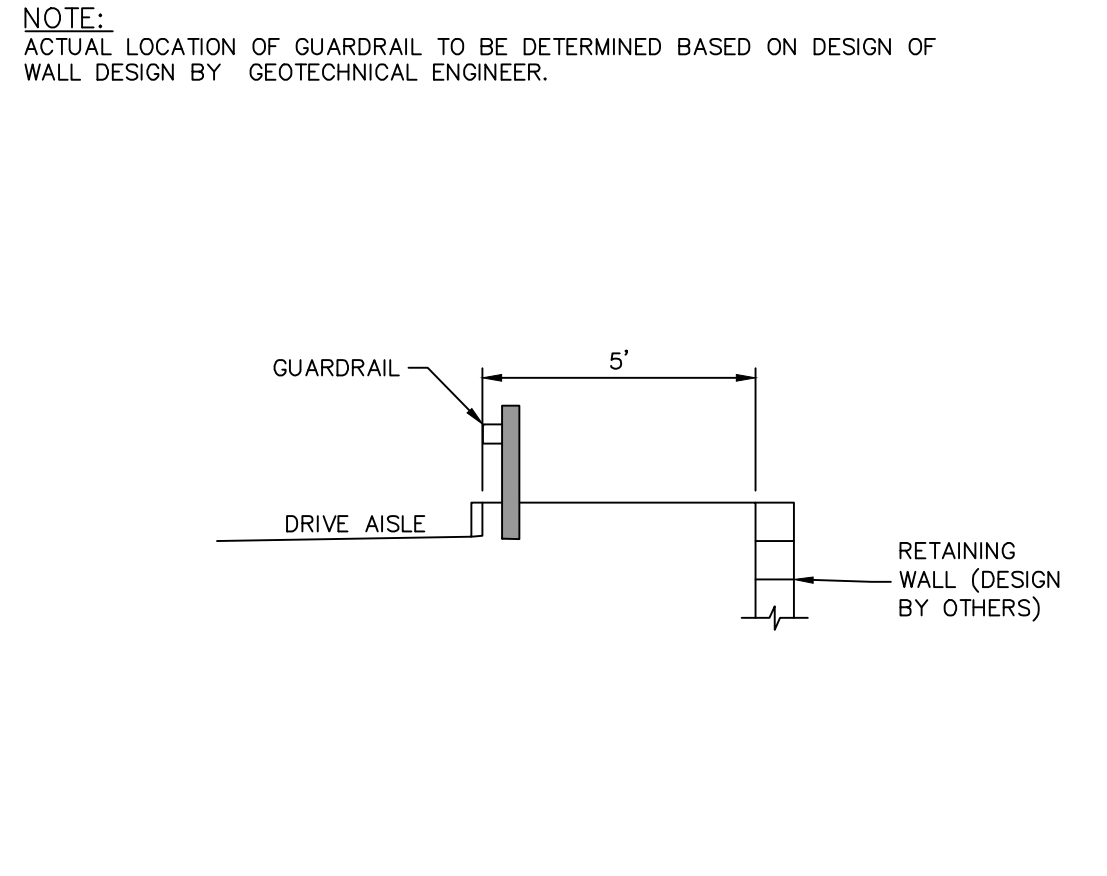 NOTE:
ACTUAL LOCATION OF GUARDRAIL TO BE DETERMINED BASED ON DESIGN OF
WALL DESIGN BY GEOTECHNICAL ENGINEER.
5'
GUARDRAIL
DRIVE AISLE
RETAINING
WALL (DESIGN
BY OTHERS)